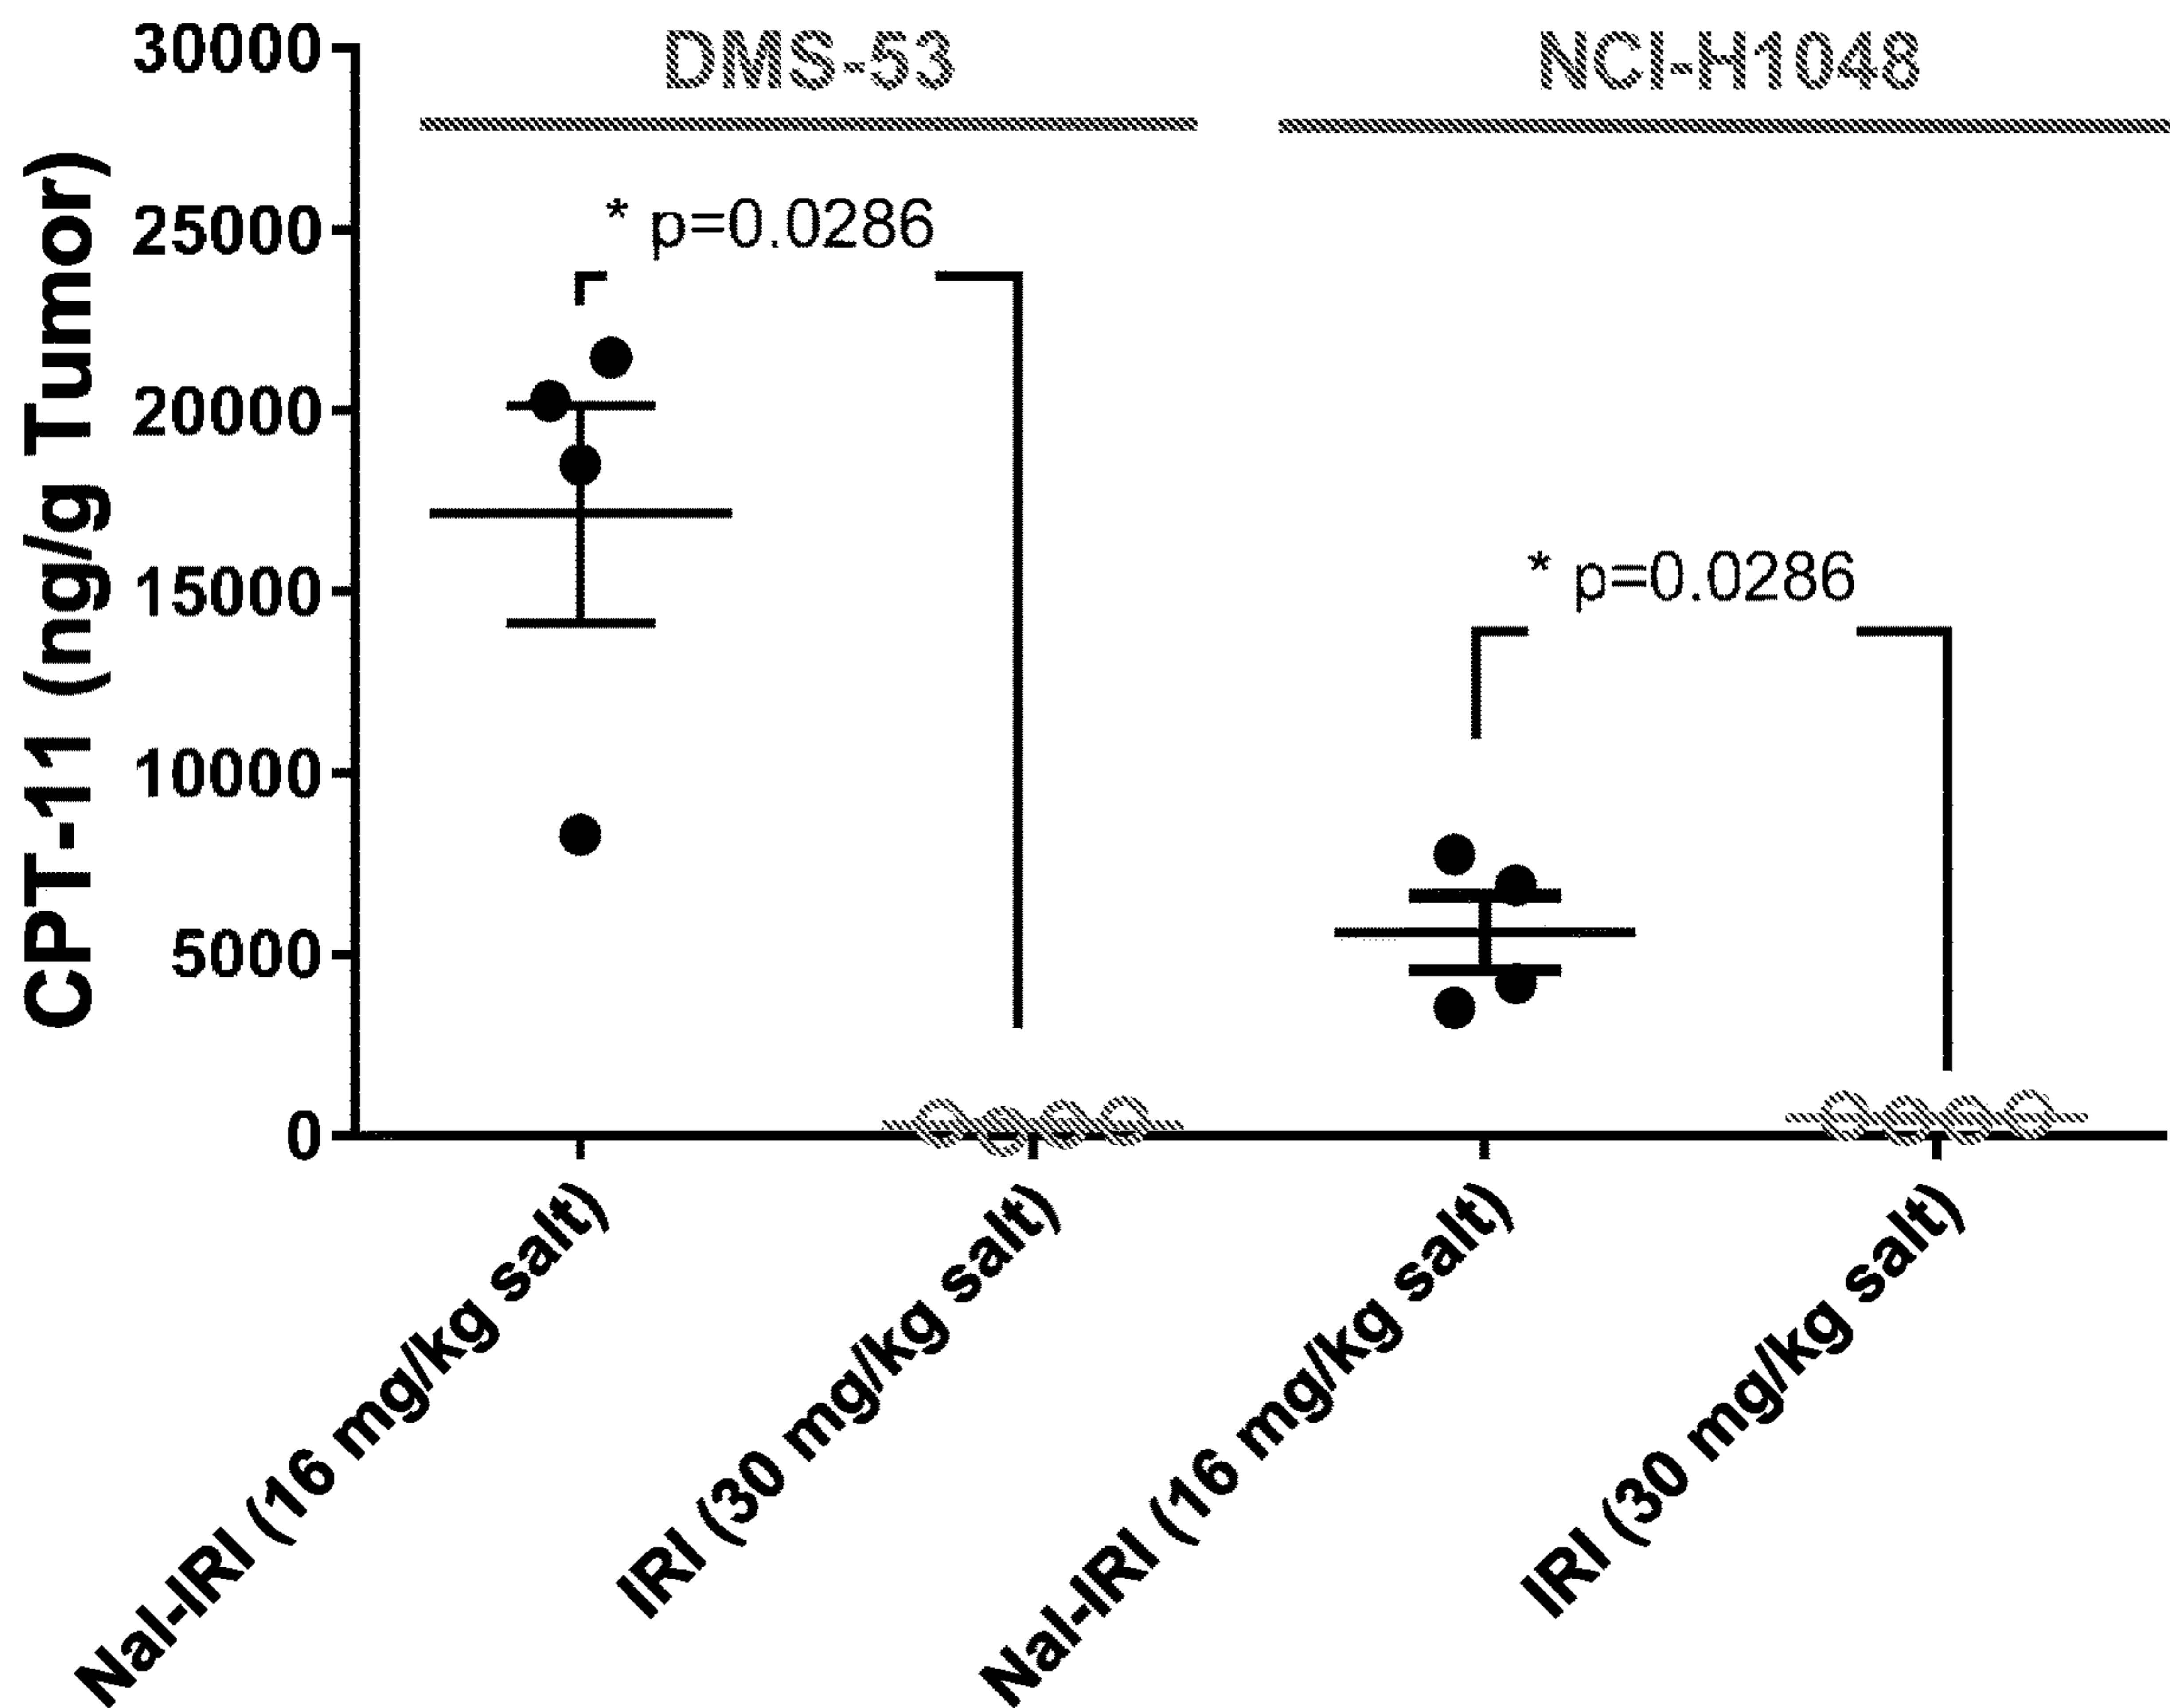 DMS-53
NCI-H1048
CPT-11 (ng/g Tumor)
30000
25000
20000
15000
10000
5000
0
* p=0.0286
* p=0.0286
Nal-IRI (16 mg/kg salt)
IRI (30 mg/kg salt)
Nal-IRI (16 mg/kg salt)
IRI (30 mg/kg salt)